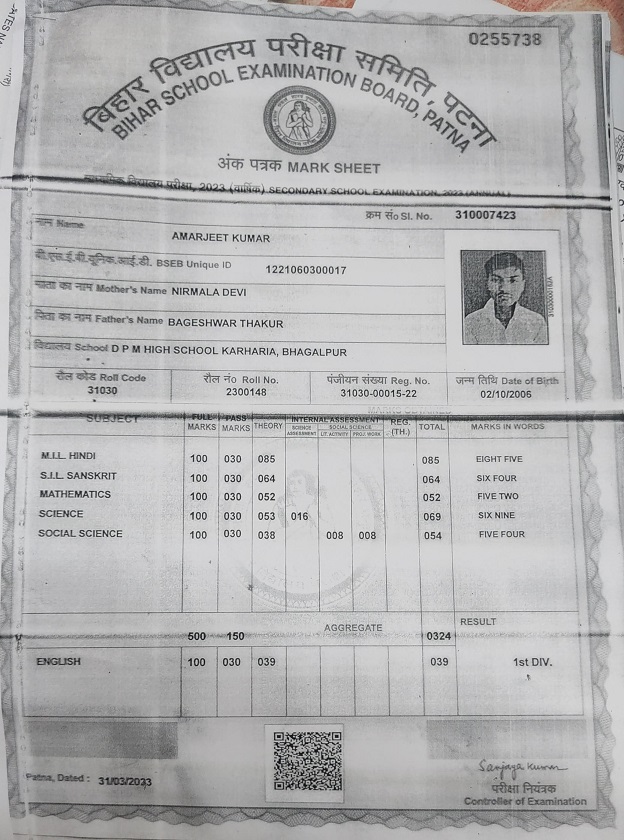 0255738
बिहार विद्यालय परीक्षा समिति, पटना
BIHAR SCHOOL EXAMINATION BOARD, PATNA
अंक पत्रक MARK SHEET
माध्यमिक विद्यालय परीक्षा, 2023 (वार्षिक) SECONDARY SCHOOL EXAMINATION, 2023 (ANNUAL)
क्रम सं० Sl. No. 310007423
नाम Name AMARJEET KUMAR
बी.एस.ई.बी.यूनिक.आई.डी. BSEB Unique ID 1221060300017
माता का नाम Mother's Name NIRMALA DEVI
पिता का नाम Father's Name BAGESHWAR THAKUR
विद्यालय School D P M HIGH SCHOOL KARHARIA, BHAGALPUR
रौल कोड Roll Code रौल नं० Roll No. पंजीयन संख्या Reg. No. जन्म तिथि Date of Birth
31030 2300148 31030-00015-22 02/10/2006
SUBJECT FULL MARKS PASS MARKS THEORY INTERNAL ASSESSMENT REG. (TH.) TOTAL MARKS IN WORDS
SCIENCE ASSESSMENT SOCIAL SCIENCE
LIT. ACTIVITY PROJ. WORK
M.I.L. HINDI 100 030 085 085 EIGHT FIVE
S.I.L. SANSKRIT 100 030 064 064 SIX FOUR
MATHEMATICS 100 030 052 052 FIVE TWO
SCIENCE 100 030 053 016 069 SIX NINE
SOCIAL SCIENCE 100 030 038 008 008 054 FIVE FOUR
AGGREGATE RESULT
500 150 0324
ENGLISH 100 030 039 039 1st DIV.
Patna, Dated : 31/03/2023
Sanjay Kumar
परीक्षा नियंत्रक
Controller of Examination